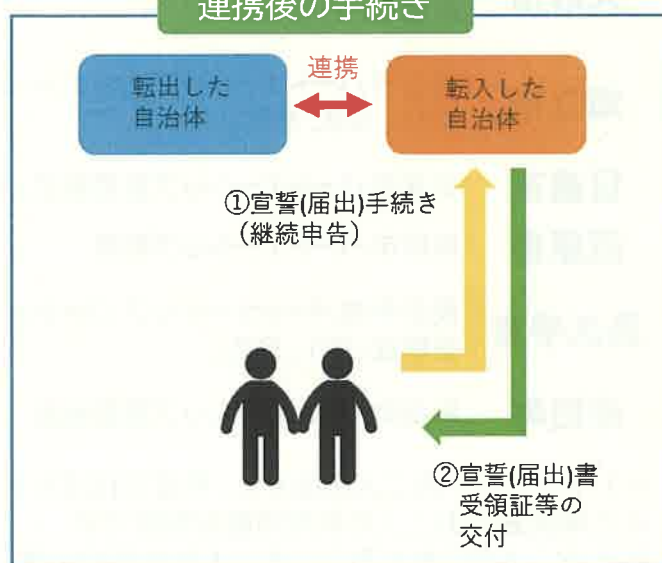 連携後の手続き
転出した
自治体
連携
転入した
自治体
①宣誓(届出)手続き
（継続申告）
②宣誓(届出)書
受領証等の
交付